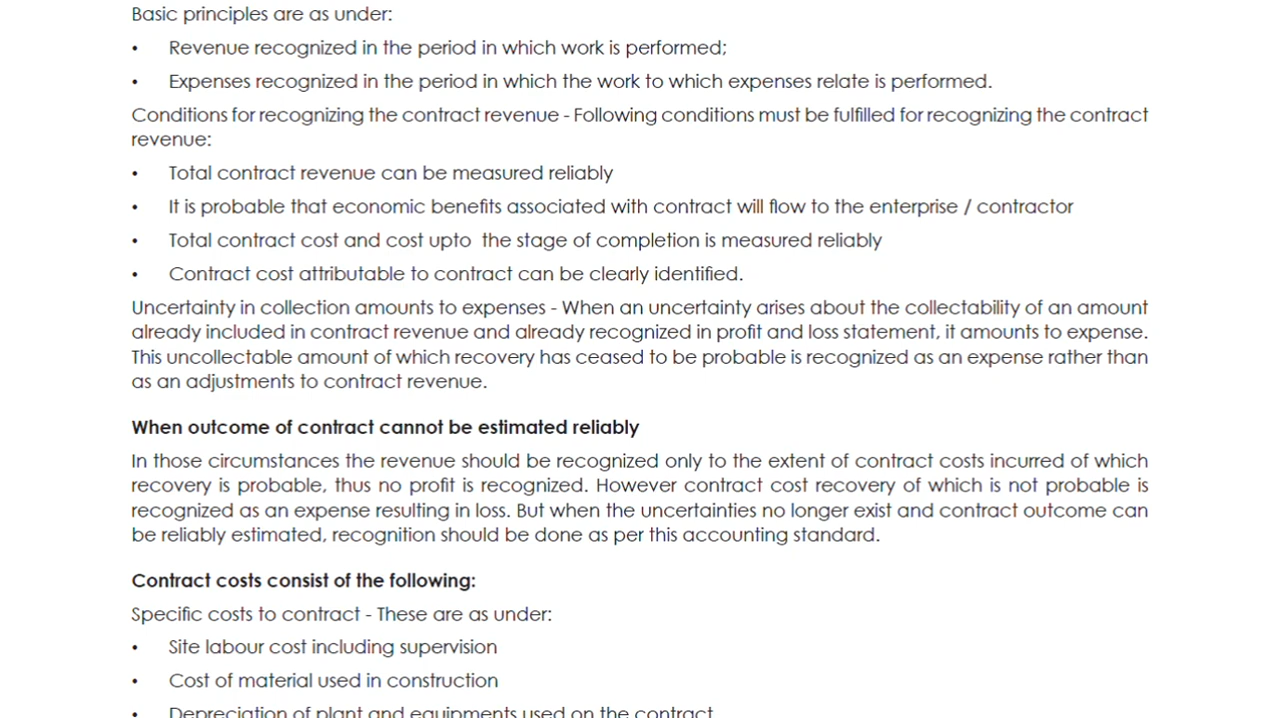 Basic principles are as under:
• Revenue recognized in the period in which work is performed;
• Expenses recognized in the period in which the work to which expenses relate is performed.
Conditions for recognizing the contract revenue - Following conditions must be fulfilled for recognizing the contract
revenue:
• Total contract revenue can be measured reliably
• It is probable that economic benefits associated with contract will flow to the enterprise / contractor
• Total contract cost and cost upto the stage of completion is measured reliably
• Contract cost attributable to contract can be clearly identified.
Uncertainty in collection amounts to expenses - When an uncertainty arises about the collectability of an amount
already included in contract revenue and already recognized in profit and loss statement, it amounts to expense.
This uncollectable amount of which recovery has ceased to be probable is recognized as an expense rather than
as an adjustments to contract revenue.
When outcome of contract cannot be estimated reliably
In those circumstances the revenue should be recognized only to the extent of contract costs incurred of which
recovery is probable, thus no profit is recognized. However contract cost recovery of which is not probable is
recognized as an expense resulting in loss. But when the uncertainties no longer exist and contract outcome can
be reliably estimated, recognition should be done as per this accounting standard.
Contract costs consist of the following:
Specific costs to contract - These are as under:
• Site labour cost including supervision
• Cost of material used in construction
• Depreciation of plant and equipments used on the contract